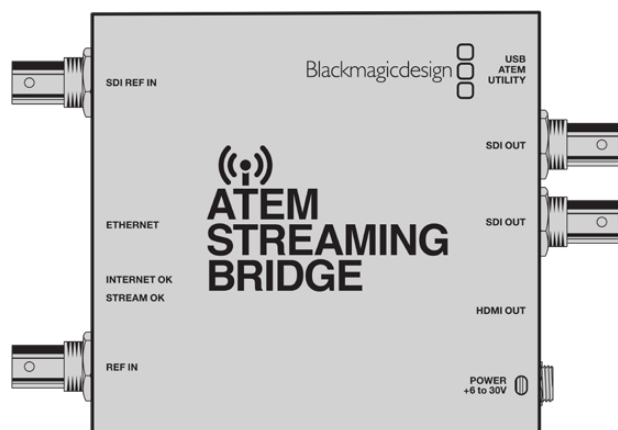 SDI REF IN
Blackmagicdesign
USB
ATEM
UTILITY
SDI OUT
ATEM
STREAMING
BRIDGE
SDI OUT
ETHERNET
INTERNET OK
STREAM OK
HDMI OUT
REF IN
POWER
+6 to 30V